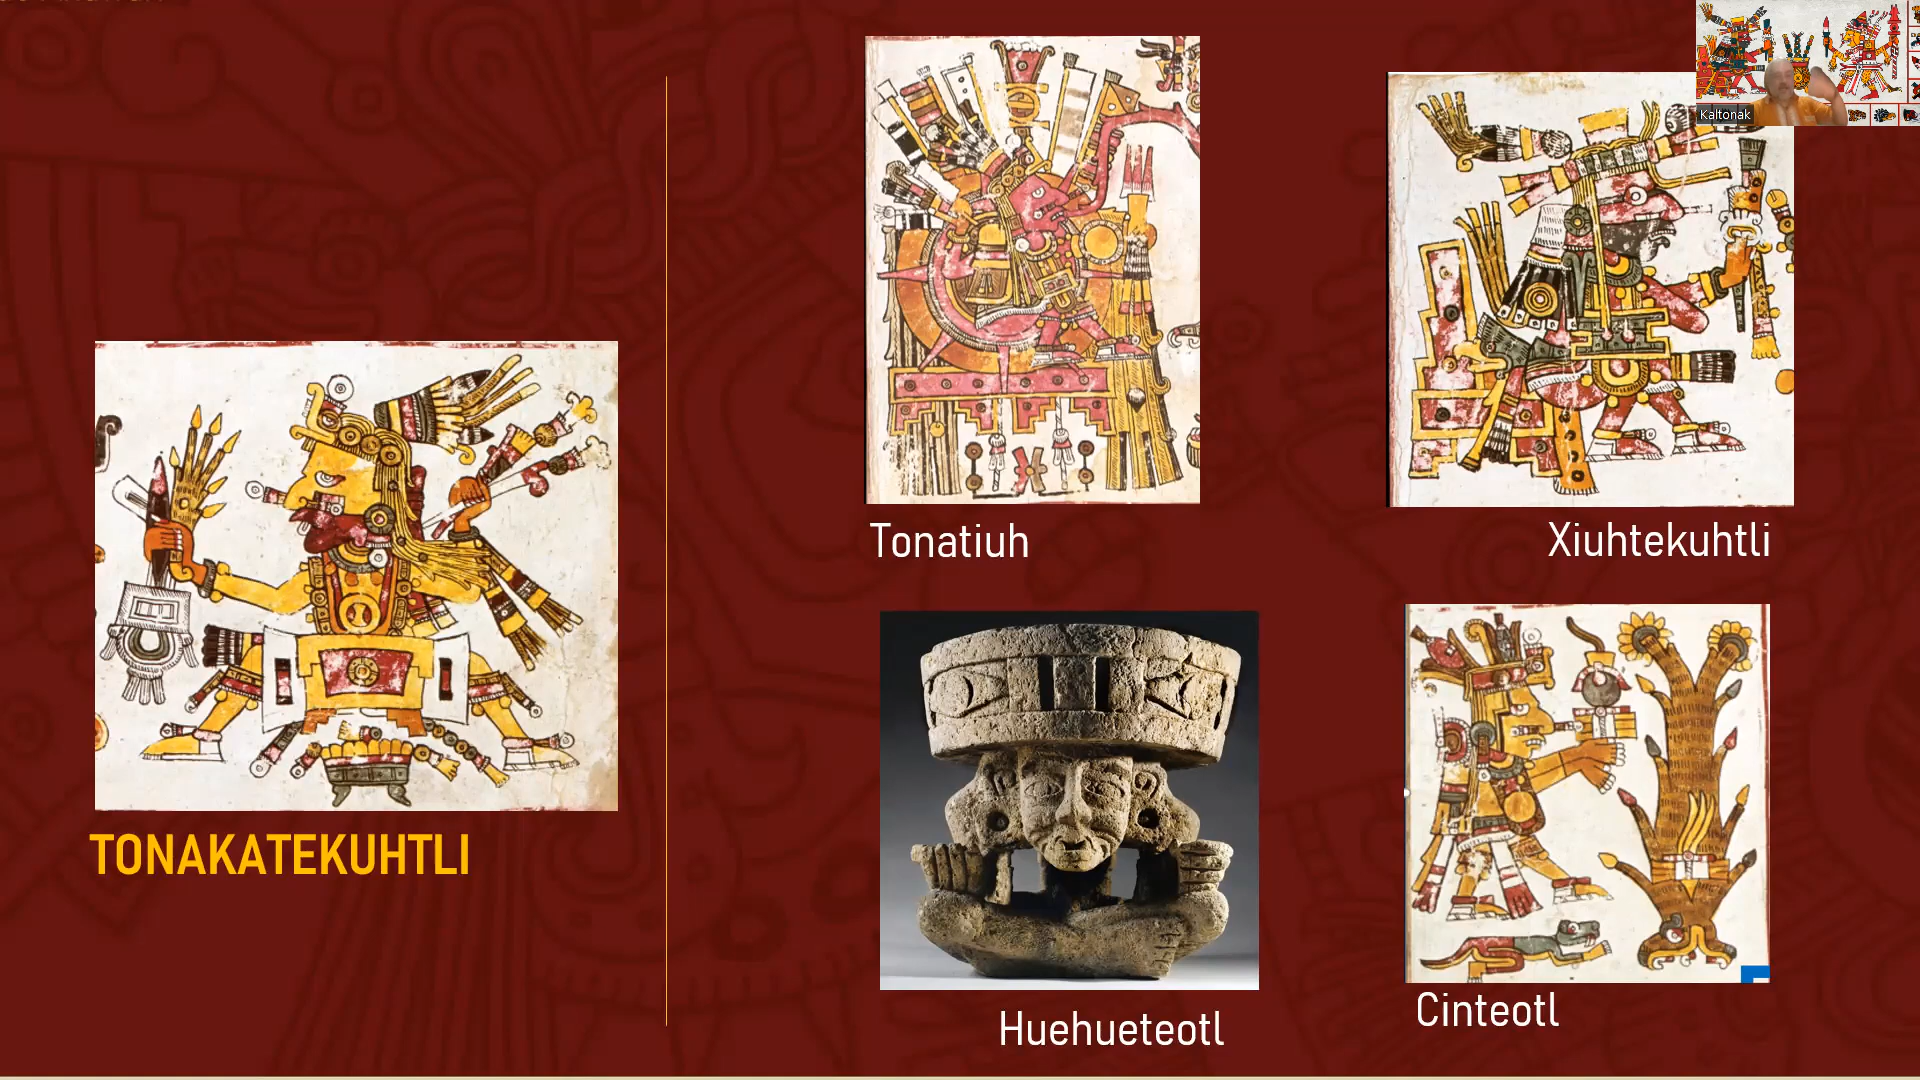 Kaltonak
Tonatiuh
Xiuhtekuhtli
TONAKATEKUHTLI
Huehueteotl
Cinteotl